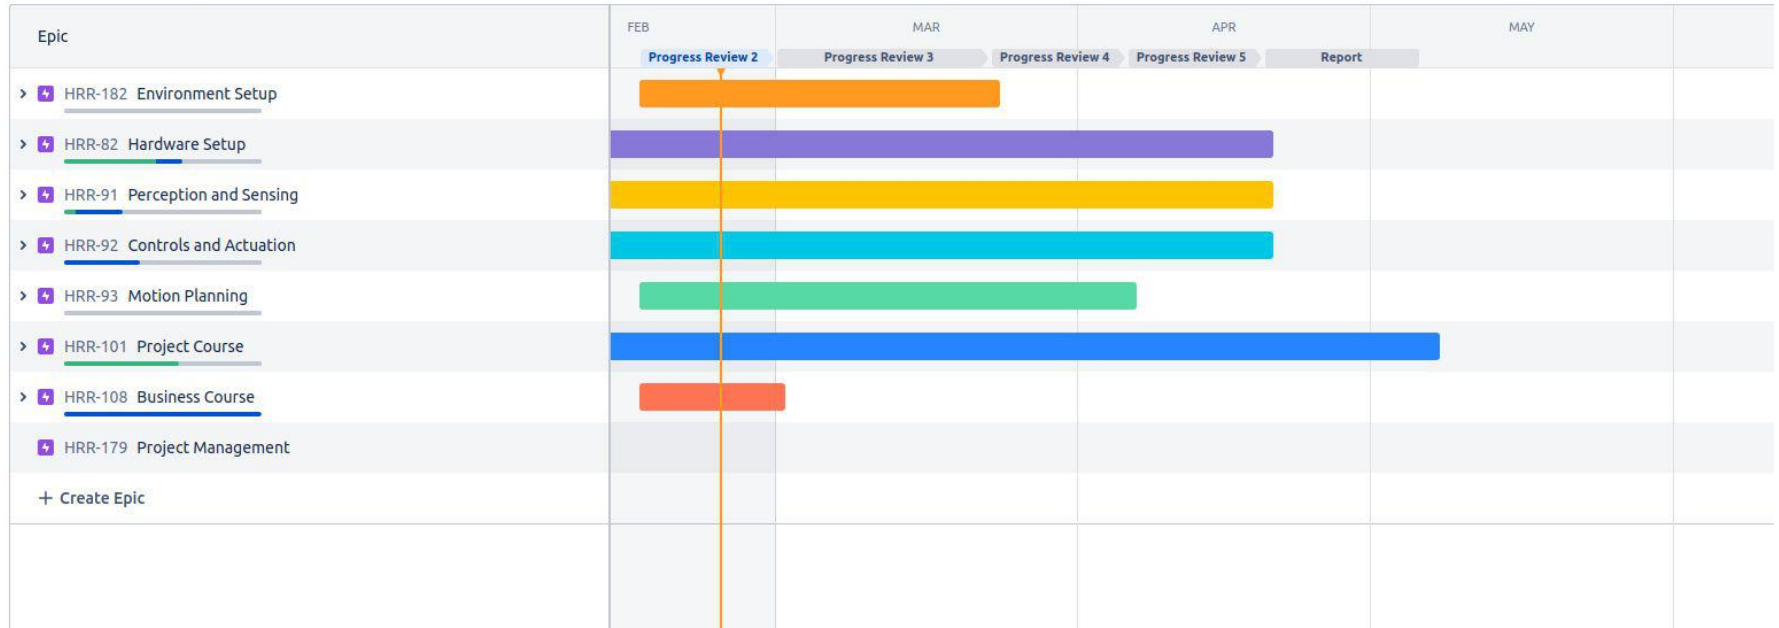 Epic
FEB MAR APR MAY
Progress Review 2 Progress Review 3 Progress Review 4 Progress Review 5 Report
HRR-182 Environment Setup
HRR-82 Hardware Setup
HRR-91 Perception and Sensing
HRR-92 Controls and Actuation
HRR-93 Motion Planning
HRR-101 Project Course
HRR-108 Business Course
HRR-179 Project Management
+ Create Epic